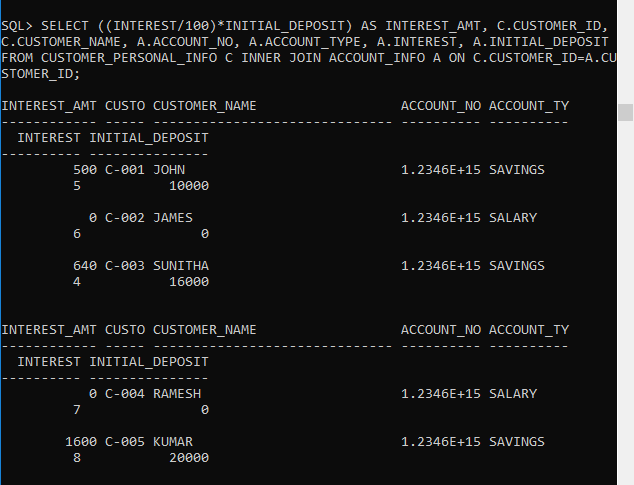 SQL> SELECT ((INTEREST/100)*INITIAL_DEPOSIT) AS INTEREST_AMT, C.CUSTOMER_ID,
C.CUSTOMER_NAME, A.ACCOUNT_NO, A.ACCOUNT_TYPE, A.INTEREST, A.INITIAL_DEPOSIT
FROM CUSTOMER_PERSONAL_INFO C INNER JOIN ACCOUNT_INFO A ON C.CUSTOMER_ID=A.CU
STOMER_ID;

INTEREST_AMT CUSTO CUSTOMER_NAME                  ACCOUNT_NO ACCOUNT_TY
------------ ----- ------------------------------ ---------- ----------
  INTEREST INITIAL_DEPOSIT
---------- ---------------
         500 C-001 JOHN                           1.2346E+15 SAVINGS
         5           10000

           0 C-002 JAMES                          1.2346E+15 SALARY
         6               0

         640 C-003 SUNITHA                        1.2346E+15 SAVINGS
         4           16000


INTEREST_AMT CUSTO CUSTOMER_NAME                  ACCOUNT_NO ACCOUNT_TY
------------ ----- ------------------------------ ---------- ----------
  INTEREST INITIAL_DEPOSIT
---------- ---------------
           0 C-004 RAMESH                         1.2346E+15 SALARY
         7               0

        1600 C-005 KUMAR                          1.2346E+15 SAVINGS
         8           20000